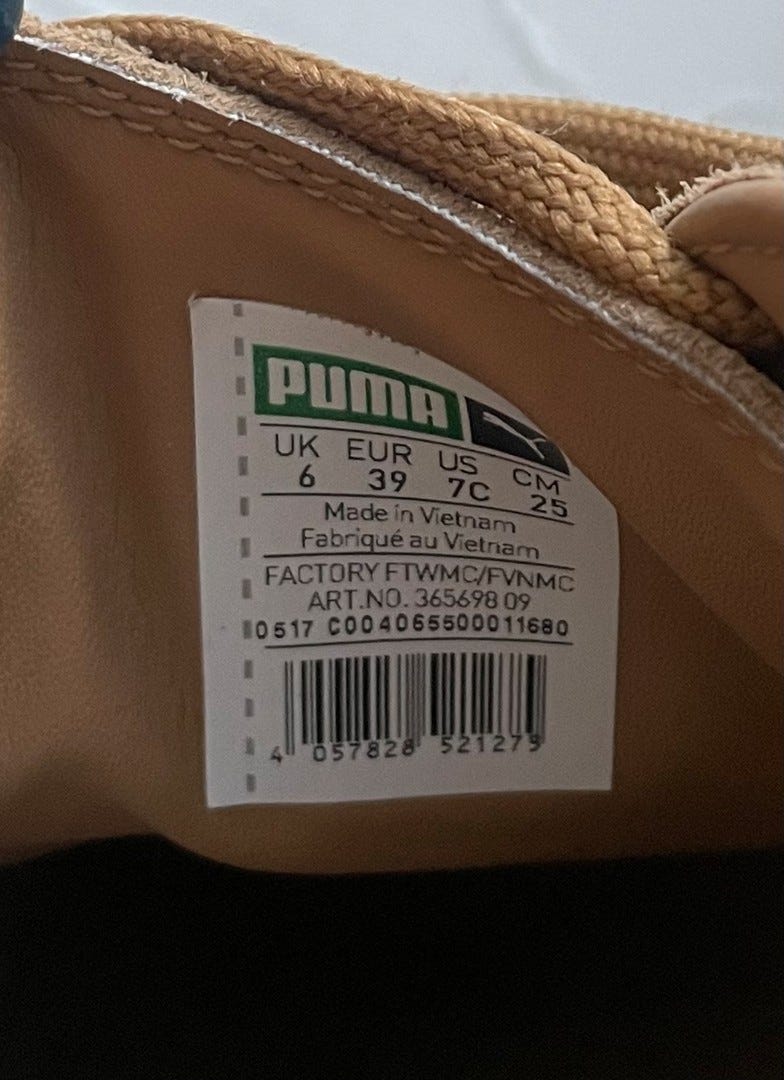 PUMA
UK EUR US CM
6 39 7C 25
Made in Vietnam
Fabriqué au Vietnam
FACTORY FTWMC/FVNMC
ART.NO. 365698 09
0517 C004065500011680
4 057828 521273